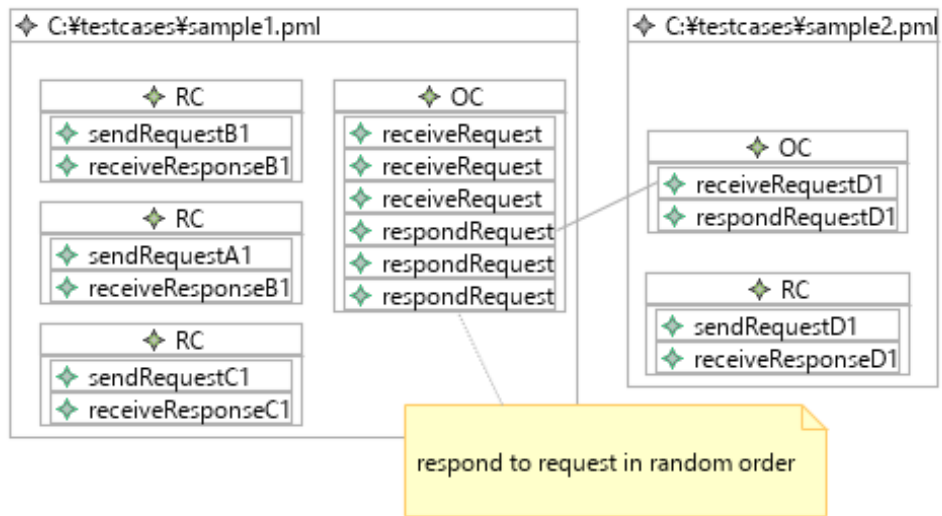 C:¥testcases¥sample1.pml
RC
sendRequestB1
receiveResponseB1
RC
sendRequestA1
receiveResponseB1
RC
sendRequestC1
receiveResponseC1
OC
receiveRequest
receiveRequest
receiveRequest
respondRequest
respondRequest
respondRequest
respond to request in random order
C:¥testcases¥sample2.pml
OC
receiveRequestD1
respondRequestD1
RC
sendRequestD1
receiveResponseD1